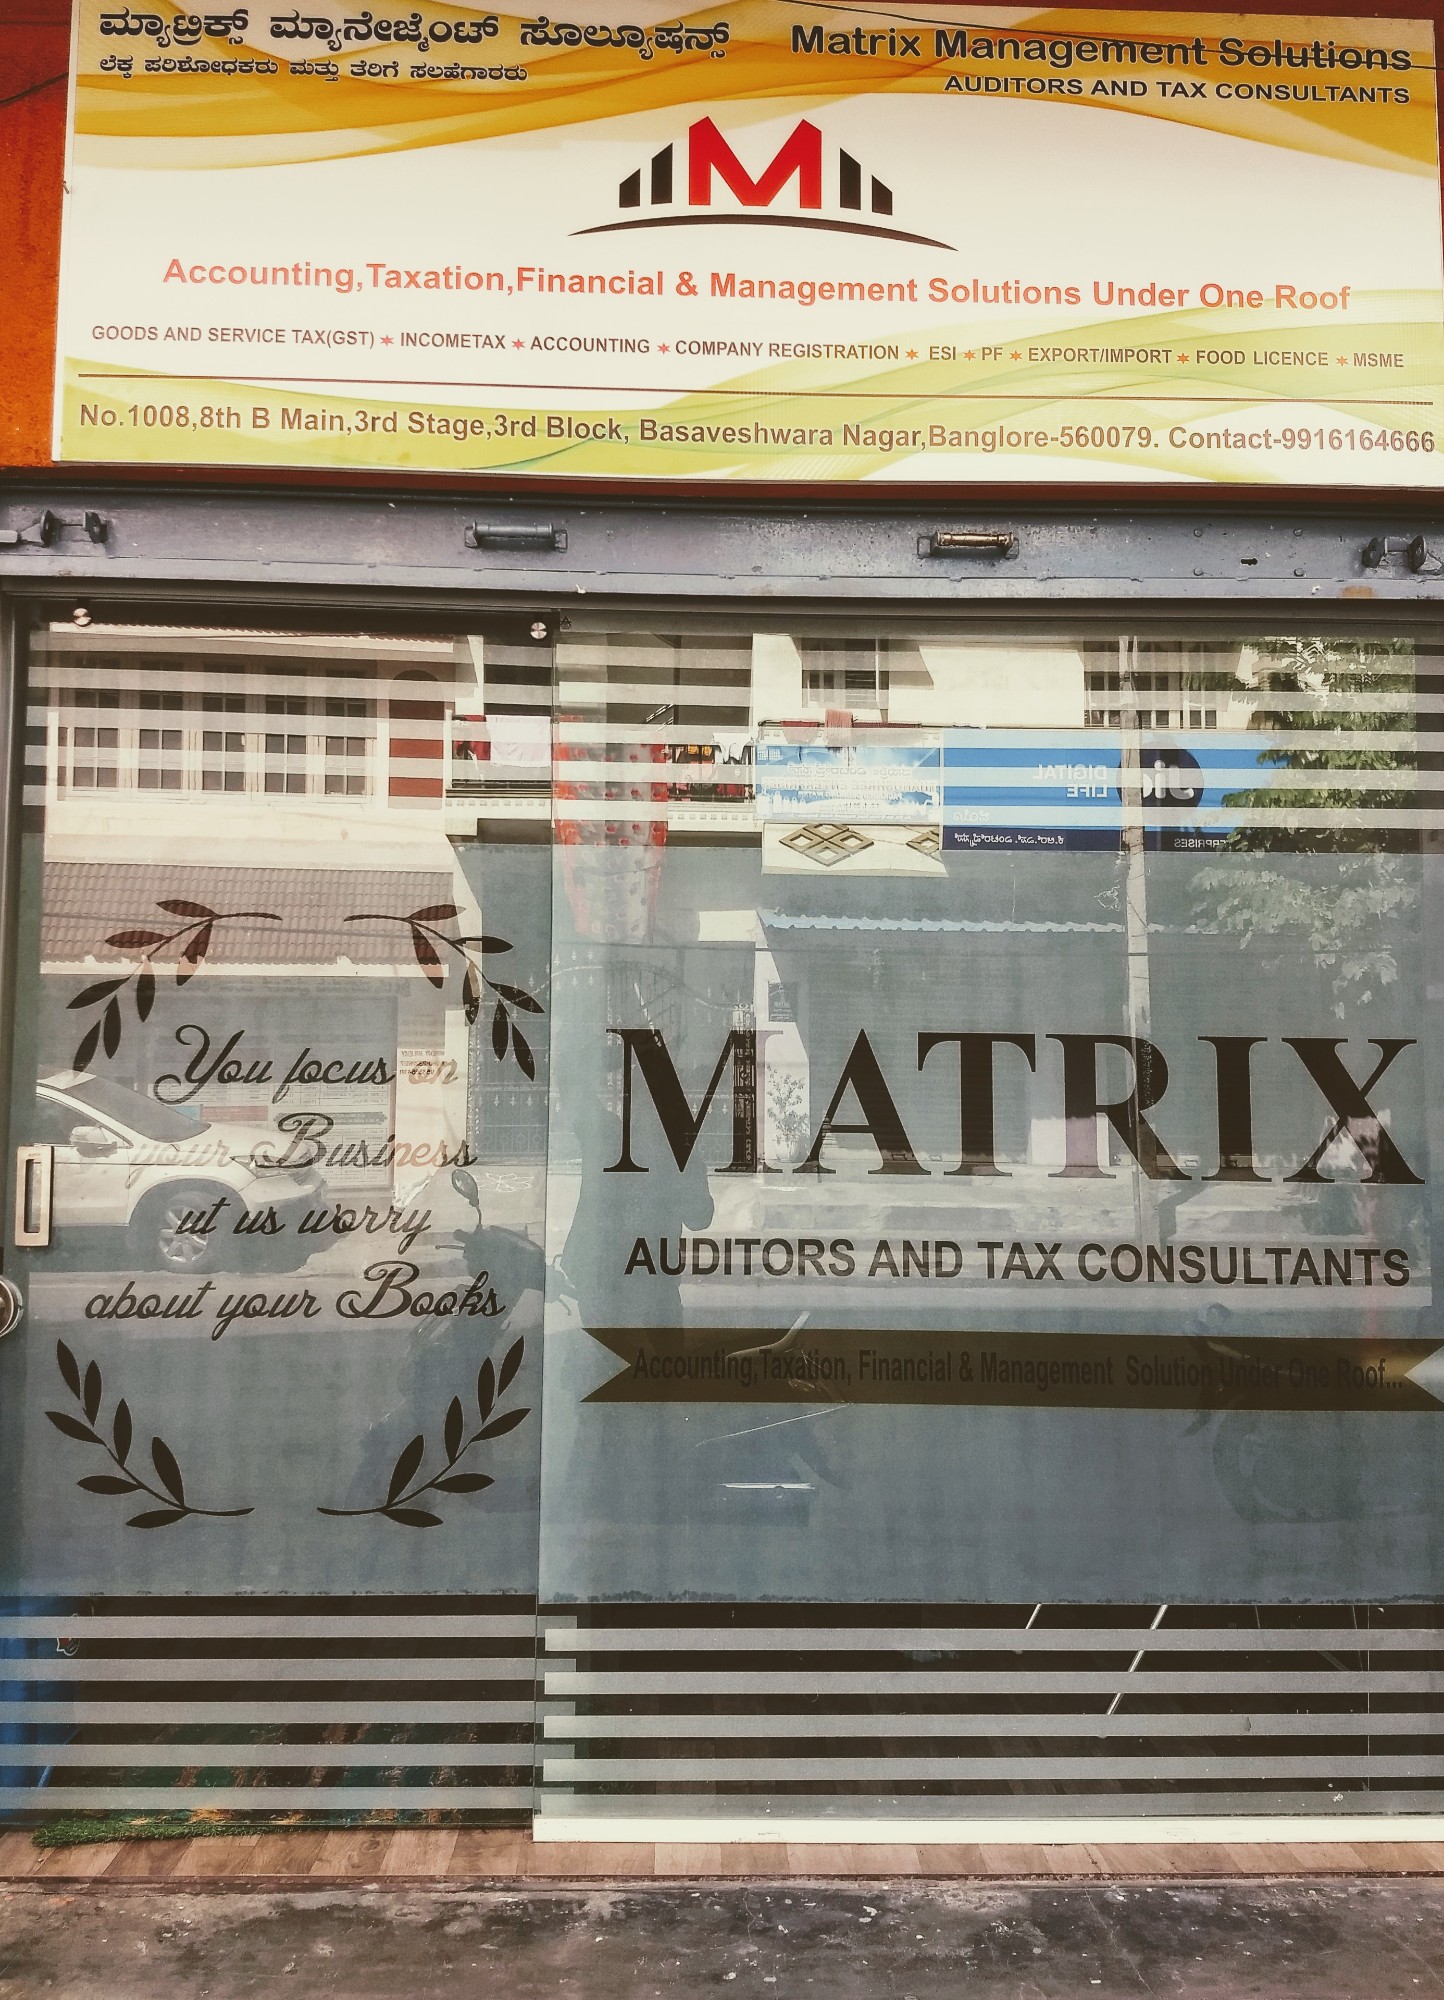 ಮ್ಯಾಟ್ರಿಕ್ಸ್ ಮ್ಯಾನೇಜ್ಮೆಂಟ್ ಸೊಲ್ಯೂಷನ್ಸ್
ಲೆಕ್ಕ ಪರಿಶೋಧಕರು ಮತ್ತು ತೆರಿಗೆ ಸಲಹೆಗಾರರು
Matrix Management Solutions
AUDITORS AND TAX CONSULTANTS
M
Accounting,Taxation,Financial & Management Solutions Under One Roof
GOODS AND SERVICE TAX(GST) ✶ INCOMETAX ✶ ACCOUNTING ✶ COMPANY REGISTRATION ✶ ESI ✶ PF ✶ EXPORT/IMPORT ✶ FOOD LICENCE ✶ MSME
No.1008,8th B Main,3rd Stage,3rd Block, Basaveshwara Nagar,Banglore-560079. Contact-9916164666
DIGITAL
LIFE
Jio
You focus on
your Business
ut us worry
about your Books
MATRIX
AUDITORS AND TAX CONSULTANTS
Accounting,Taxation, Financial & Management Solution Under One Roof...